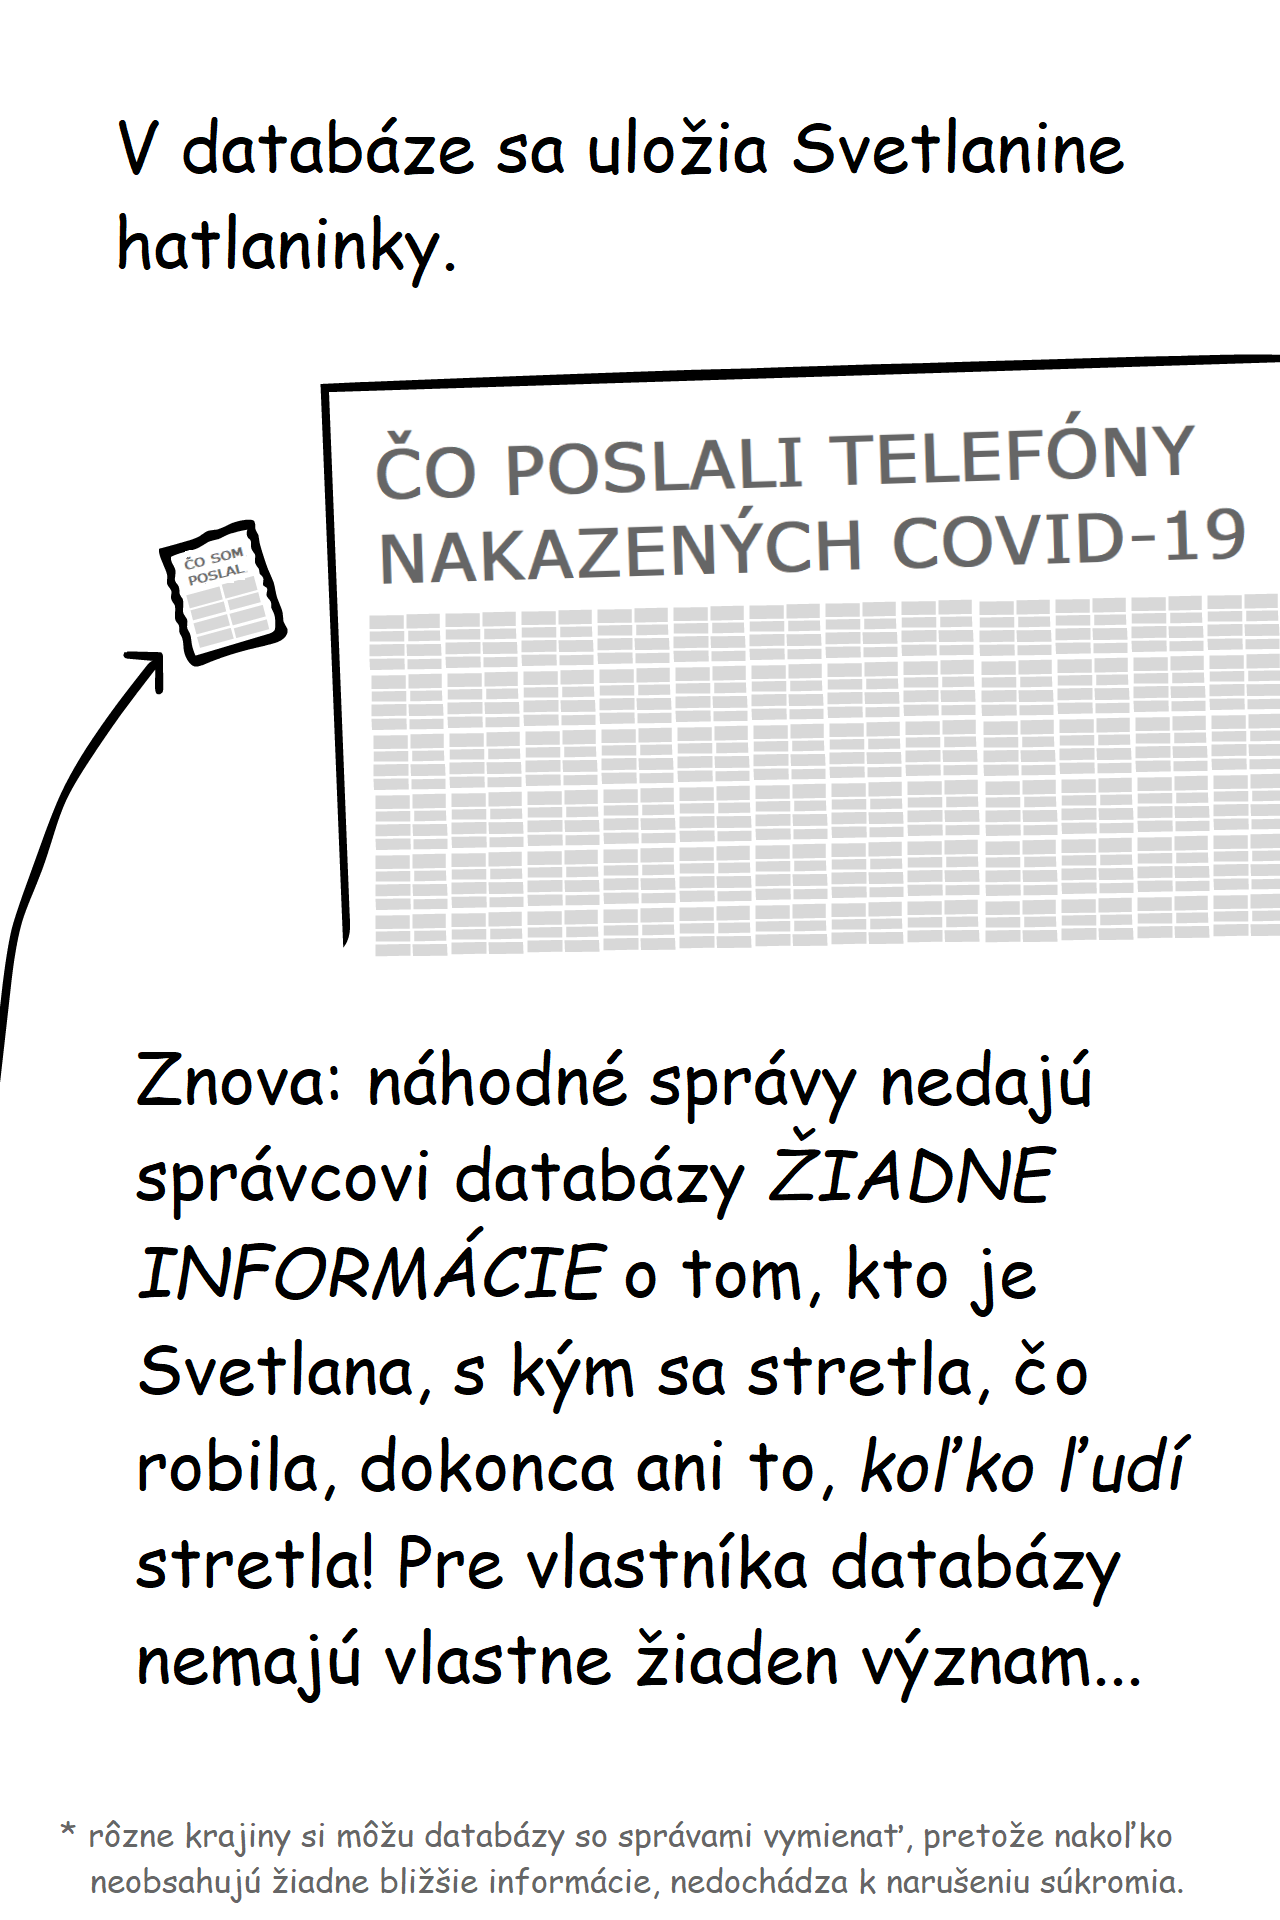 V databáze sa uložia Svetlanine
hatlaninky.
ČO POSLALI TELEFÓNY
NAKAZENÝCH COVID-19
ČO SOM
POSLAL
Znova: náhodné správy nedajú
správcovi databázy ŽIADNE
INFORMÁCIE o tom, kto je
Svetlana, s kým sa stretla, čo
robila, dokonca ani to, koľko ľudí
stretla! Pre vlastníka databázy
nemajú vlastne žiaden význam...
* rôzne krajiny si môžu databázy so správami vymienať, pretože nakoľko
neobsahujú žiadne bližšie informácie, nedochádza k narušeniu súkromia.